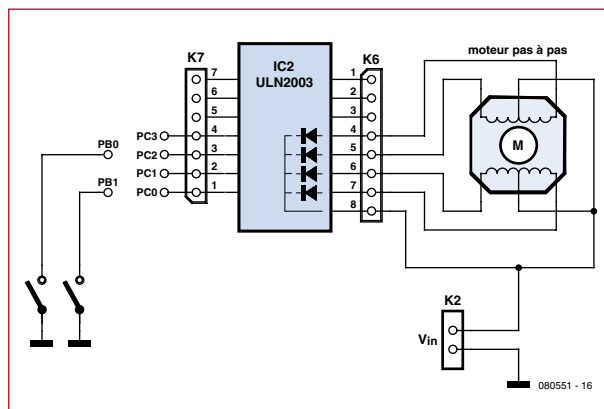 moteur pas à pas
K7
IC2
ULN2003
K6
7
6
5
4
3
2
1
1
2
3
4
5
6
7
8
PC3
PC2
PC1
PC0
PB0
PB1
M
K2
Vin
080551 - 16